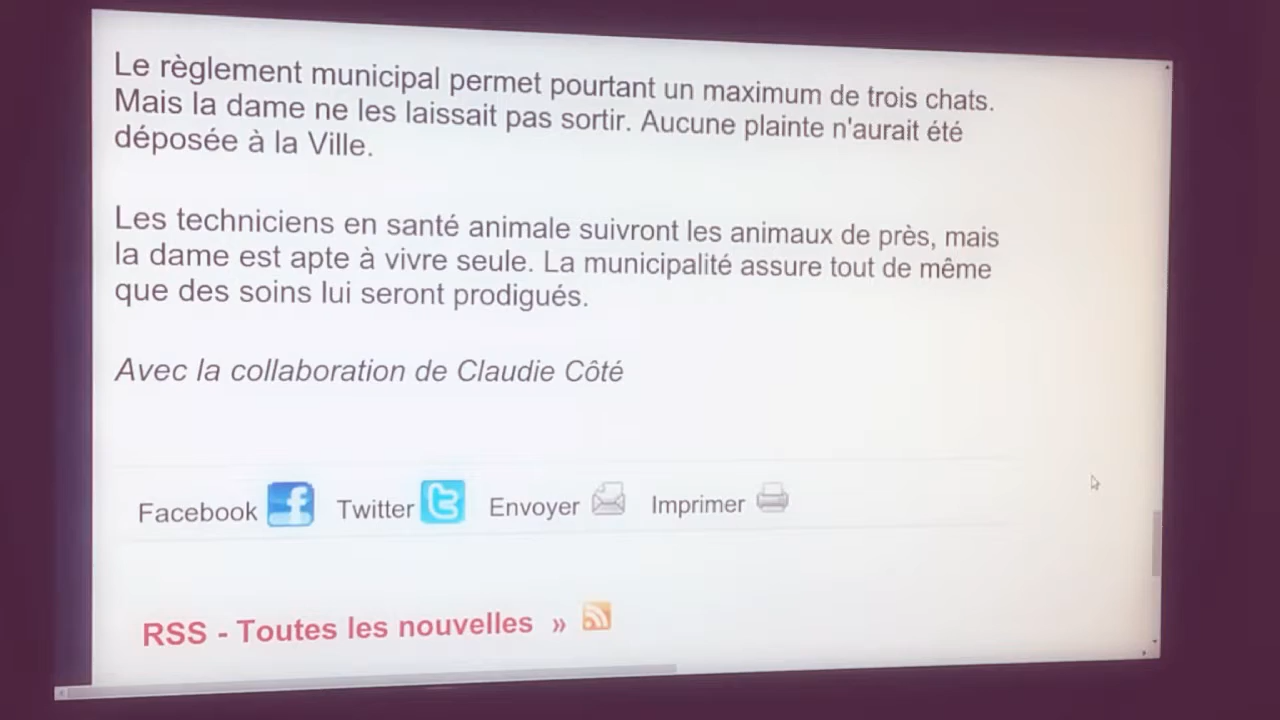 Le règlement municipal permet pourtant un maximum de trois chats.
Mais la dame ne les laissait pas sortir. Aucune plainte n'aurait été
déposée à la Ville.
Les techniciens en santé animale suivront les animaux de près, mais
la dame est apte à vivre seule. La municipalité assure tout de même
que des soins lui seront prodigués.
Avec la collaboration de Claudie Côté
Facebook Twitter Envoyer Imprimer
RSS - Toutes les nouvelles »